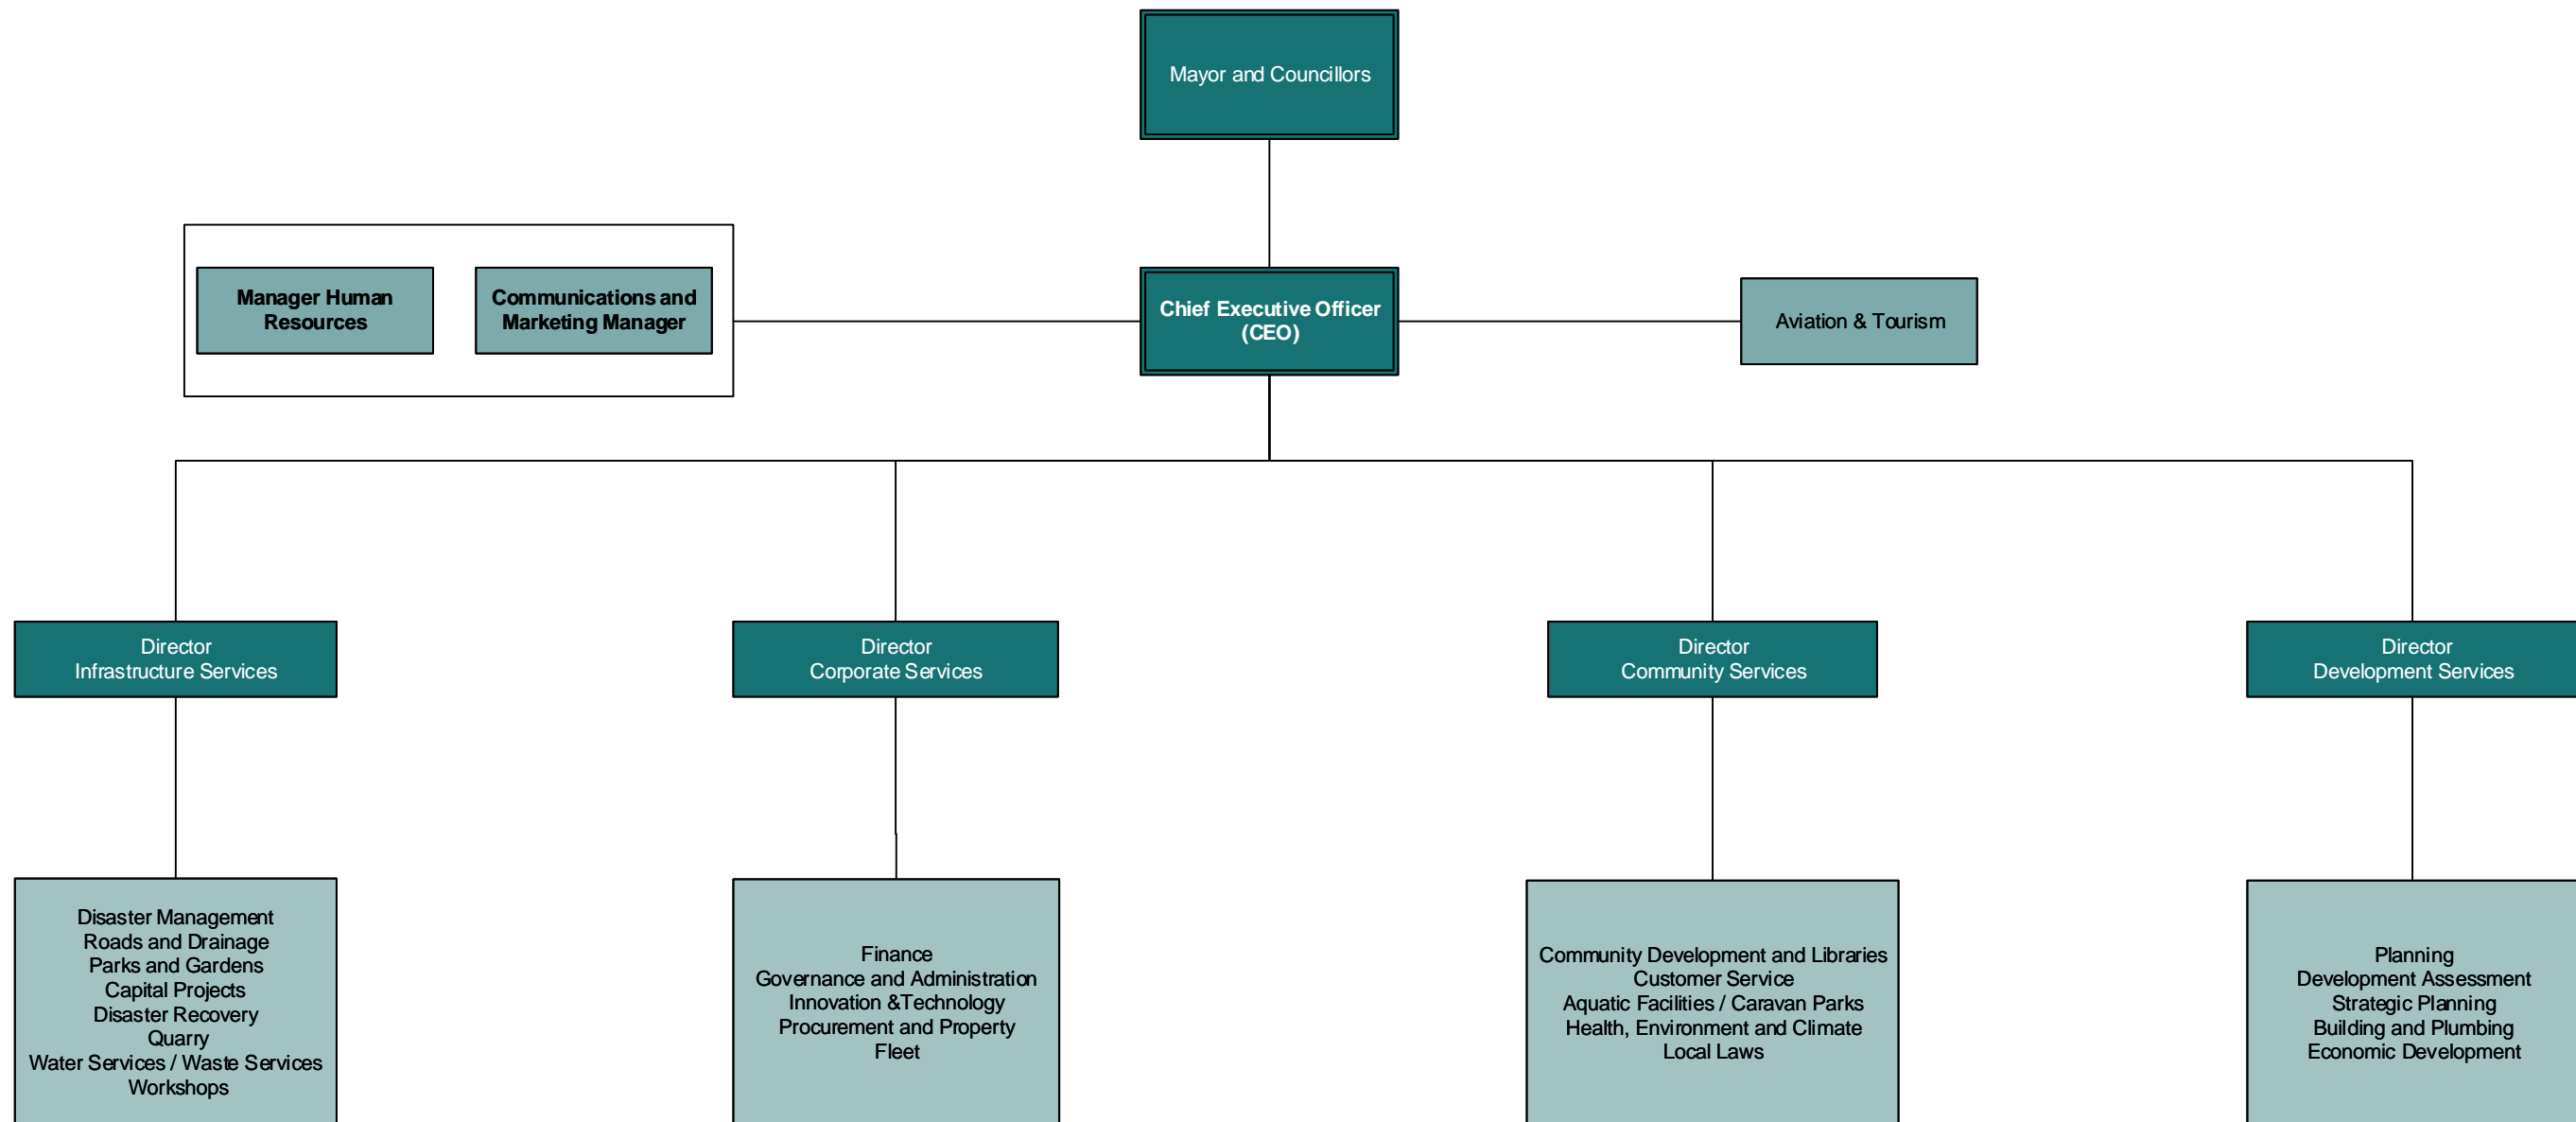 Mayor and Councillors
Manager Human
Resources
Communications and
Marketing Manager
Chief Executive Officer
(CEO)
Aviation & Tourism
Director
Infrastructure Services
Director
Corporate Services
Director
Community Services
Director
Development Services
Disaster Management
Roads and Drainage
Parks and Gardens
Capital Projects
Disaster Recovery
Quarry
Water Services / Waste Services
Workshops
Finance
Governance and Administration
Innovation &Technology
Procurement and Property
Fleet
Community Development and Libraries
Customer Service
Aquatic Facilities / Caravan Parks
Health, Environment and Climate
Local Laws
Planning
Development Assessment
Strategic Planning
Building and Plumbing
Economic Development